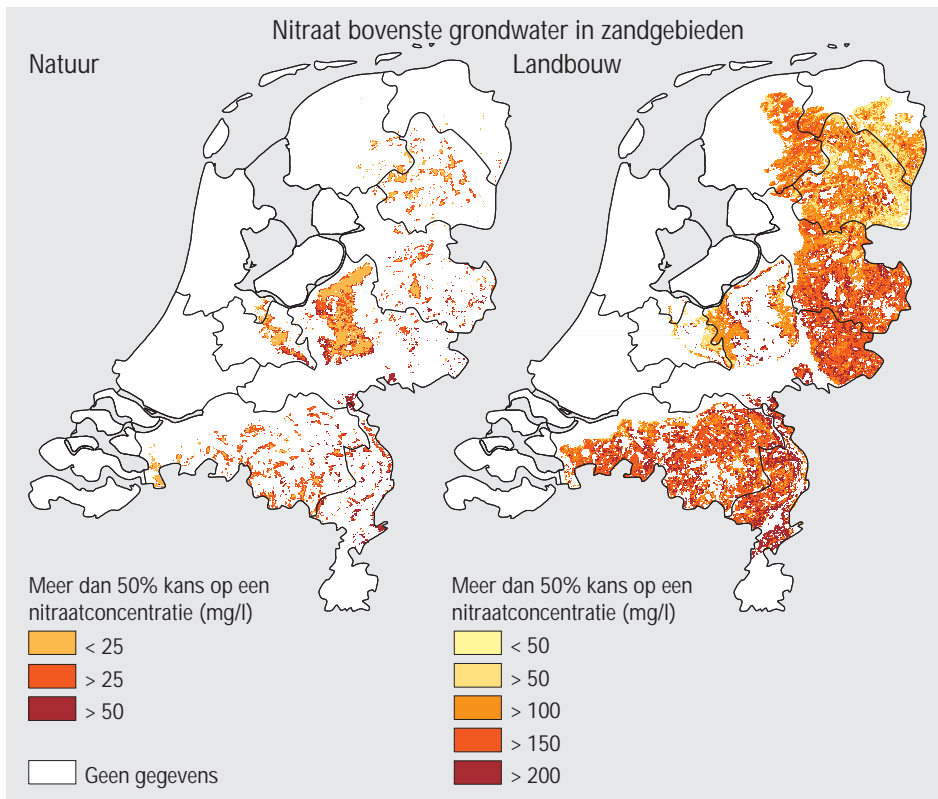 Nitraat bovenste grondwater in zandgebieden
Natuur
Landbouw
Meer dan 50% kans op een
nitraatconcentratie (mg/l)
< 25
> 25
> 50
Geen gegevens
Meer dan 50% kans op een
nitraatconcentratie (mg/l)
< 50
> 50
> 100
> 150
> 200